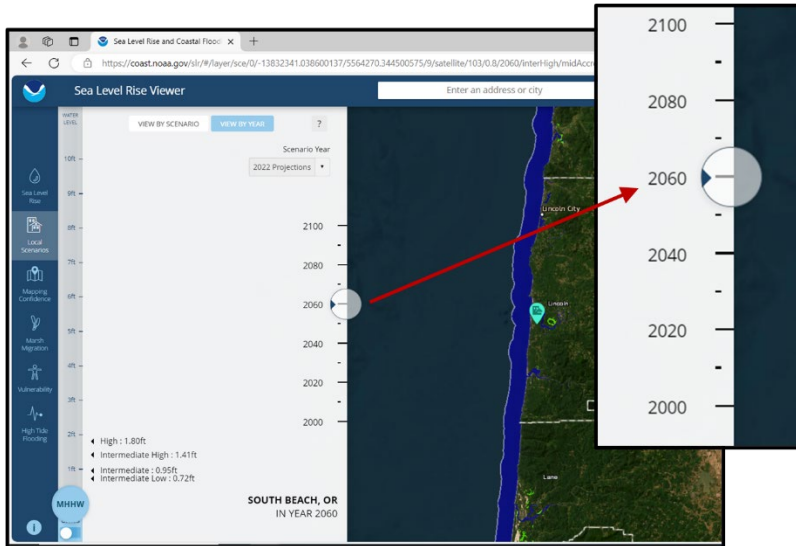 Sea Level Rise and Coastal Flood
https://coast.noaa.gov/slr/#/layer/sce/0/-13832341.038600137/5564270.344500575/9/satellite/103/0.8/2060/interHigh/midAccr
Sea Level Rise Viewer
Enter an address or city
WATER
LEVEL
VIEW BY SCENARIO
VIEW BY YEAR
?
Scenario Year
2022 Projections
10ft
9ft
8ft
7ft
6ft
5ft
4ft
3ft
2ft
1ft
Sea Level
Rise
Local
Scenarios
Mapping
Confidence
Marsh
Migration
Vulnerability
High Tide
Flooding
2100
2080
2060
2040
2020
2000
High : 1.80ft
Intermediate High : 1.41ft
Intermediate : 0.95ft
Intermediate Low : 0.72ft
MHHW
SOUTH BEACH, OR
IN YEAR 2060
i
Lincoln City
Lincoln
Lane
2100
2080
2060
2040
2020
2000